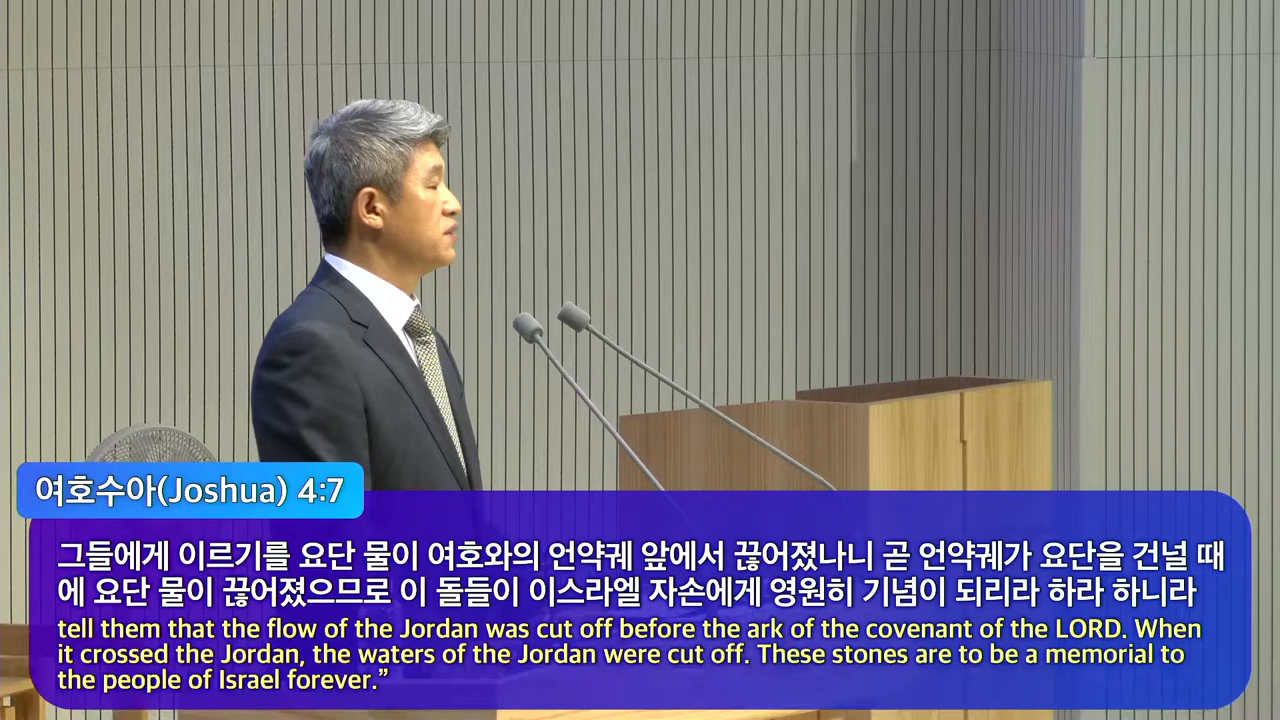 여호수아(Joshua) 4:7
그들에게 이르기를 요단 물이 여호와의 언약궤 앞에서 끊어졌나니 곧 언약궤가 요단을 건널 때
에 요단 물이 끊어졌으므로 이 돌들이 이스라엘 자손에게 영원히 기념이 되리라 하라 하니라
tell them that the flow of the Jordan was cut off before the ark of the covenant of the LORD. When
it crossed the Jordan, the waters of the Jordan were cut off. These stones are to be a memorial to
the people of Israel forever.”